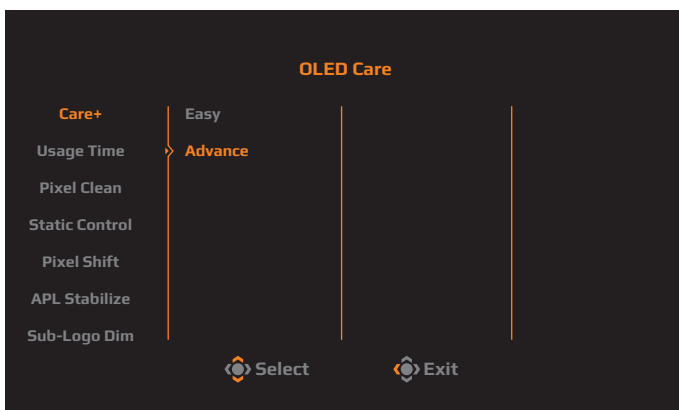 OLED Care
Care+ Easy
Usage Time Advance
Pixel Clean
Static Control
Pixel Shift
APL Stabilize
Sub-Logo Dim
Select Exit